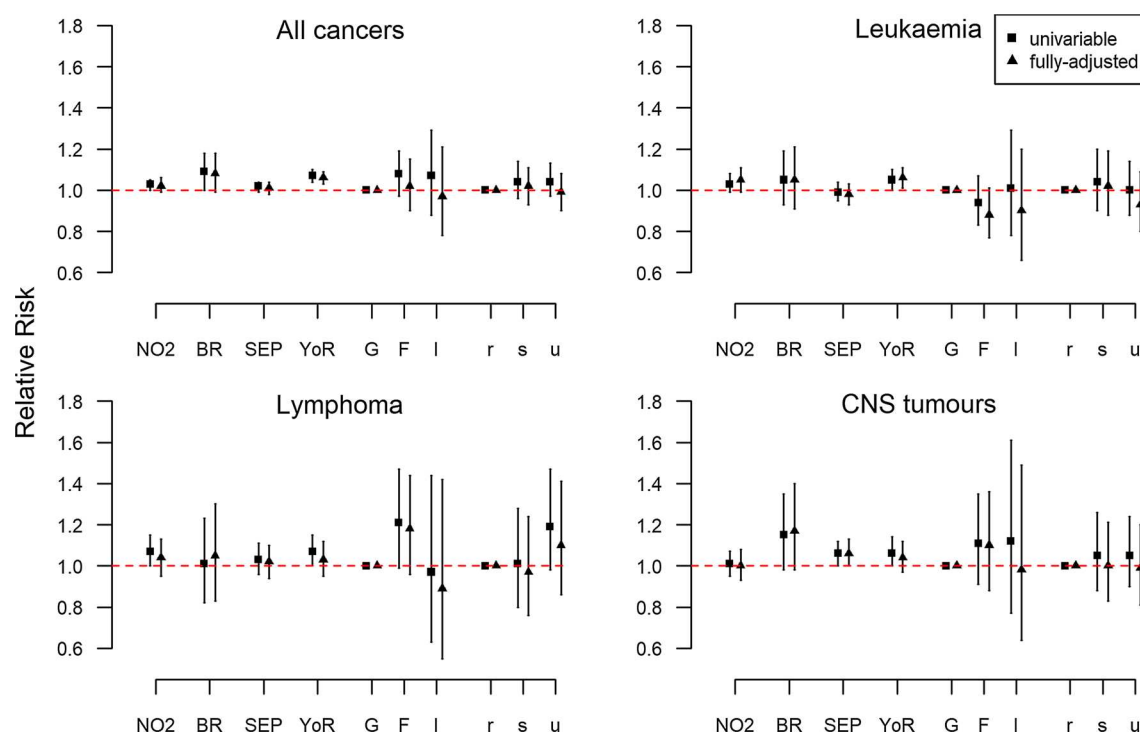 All cancers
1.8
1.6
1.4
1.2
1.0
0.8
0.6
NO2 BR SEP YoR G F I r s u
Leukaemia
univariable
fully-adjusted
1.8
1.6
1.4
1.2
1.0
0.8
0.6
NO2 BR SEP YoR G F I r s u
Relative Risk
Lymphoma
1.8
1.6
1.4
1.2
1.0
0.8
0.6
NO2 BR SEP YoR G F I r s u
CNS tumours
1.8
1.6
1.4
1.2
1.0
0.8
0.6
NO2 BR SEP YoR G F I r s u